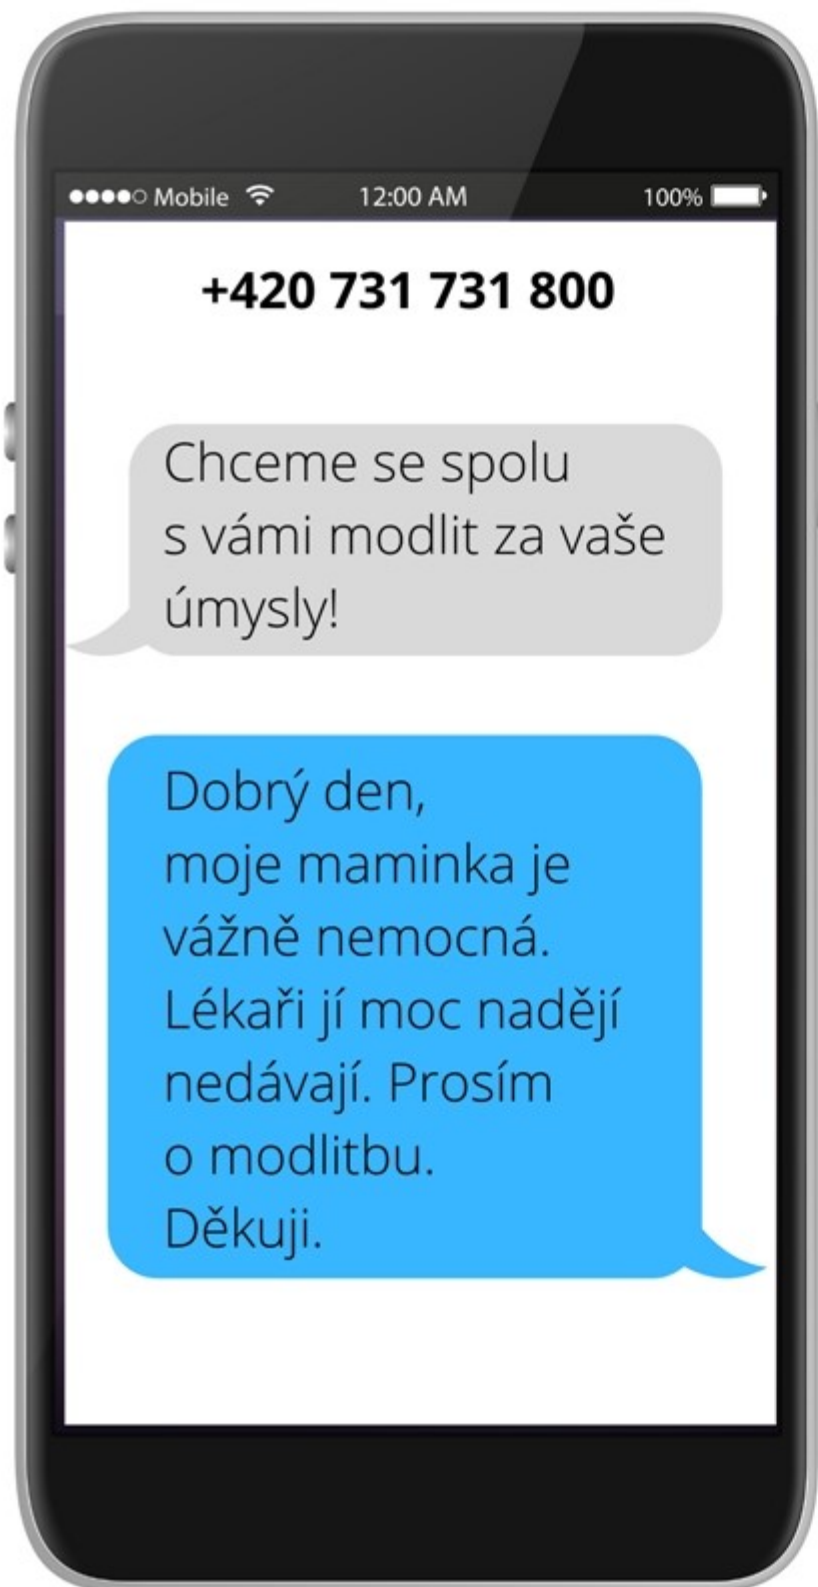 Mobile 12:00 AM 100%
+420 731 731 800
Chceme se spolu
s vámi modlit za vaše
úmysly!
Dobrý den,
moje maminka je
vážně nemocná.
Lékaři jí moc nadějí
nedávají. Prosím
o modlitbu.
Děkuji.